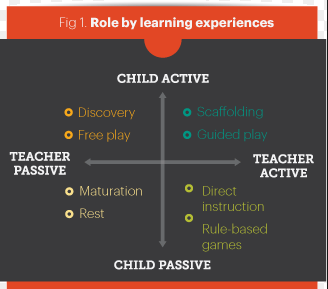 Fig 1. Role by learning experiences
CHILD ACTIVE
Discovery
Free play
Scaffolding
Guided play
TEACHER
PASSIVE
TEACHER
ACTIVE
Maturation
Rest
Direct
instruction
Rule-based
games
CHILD PASSIVE